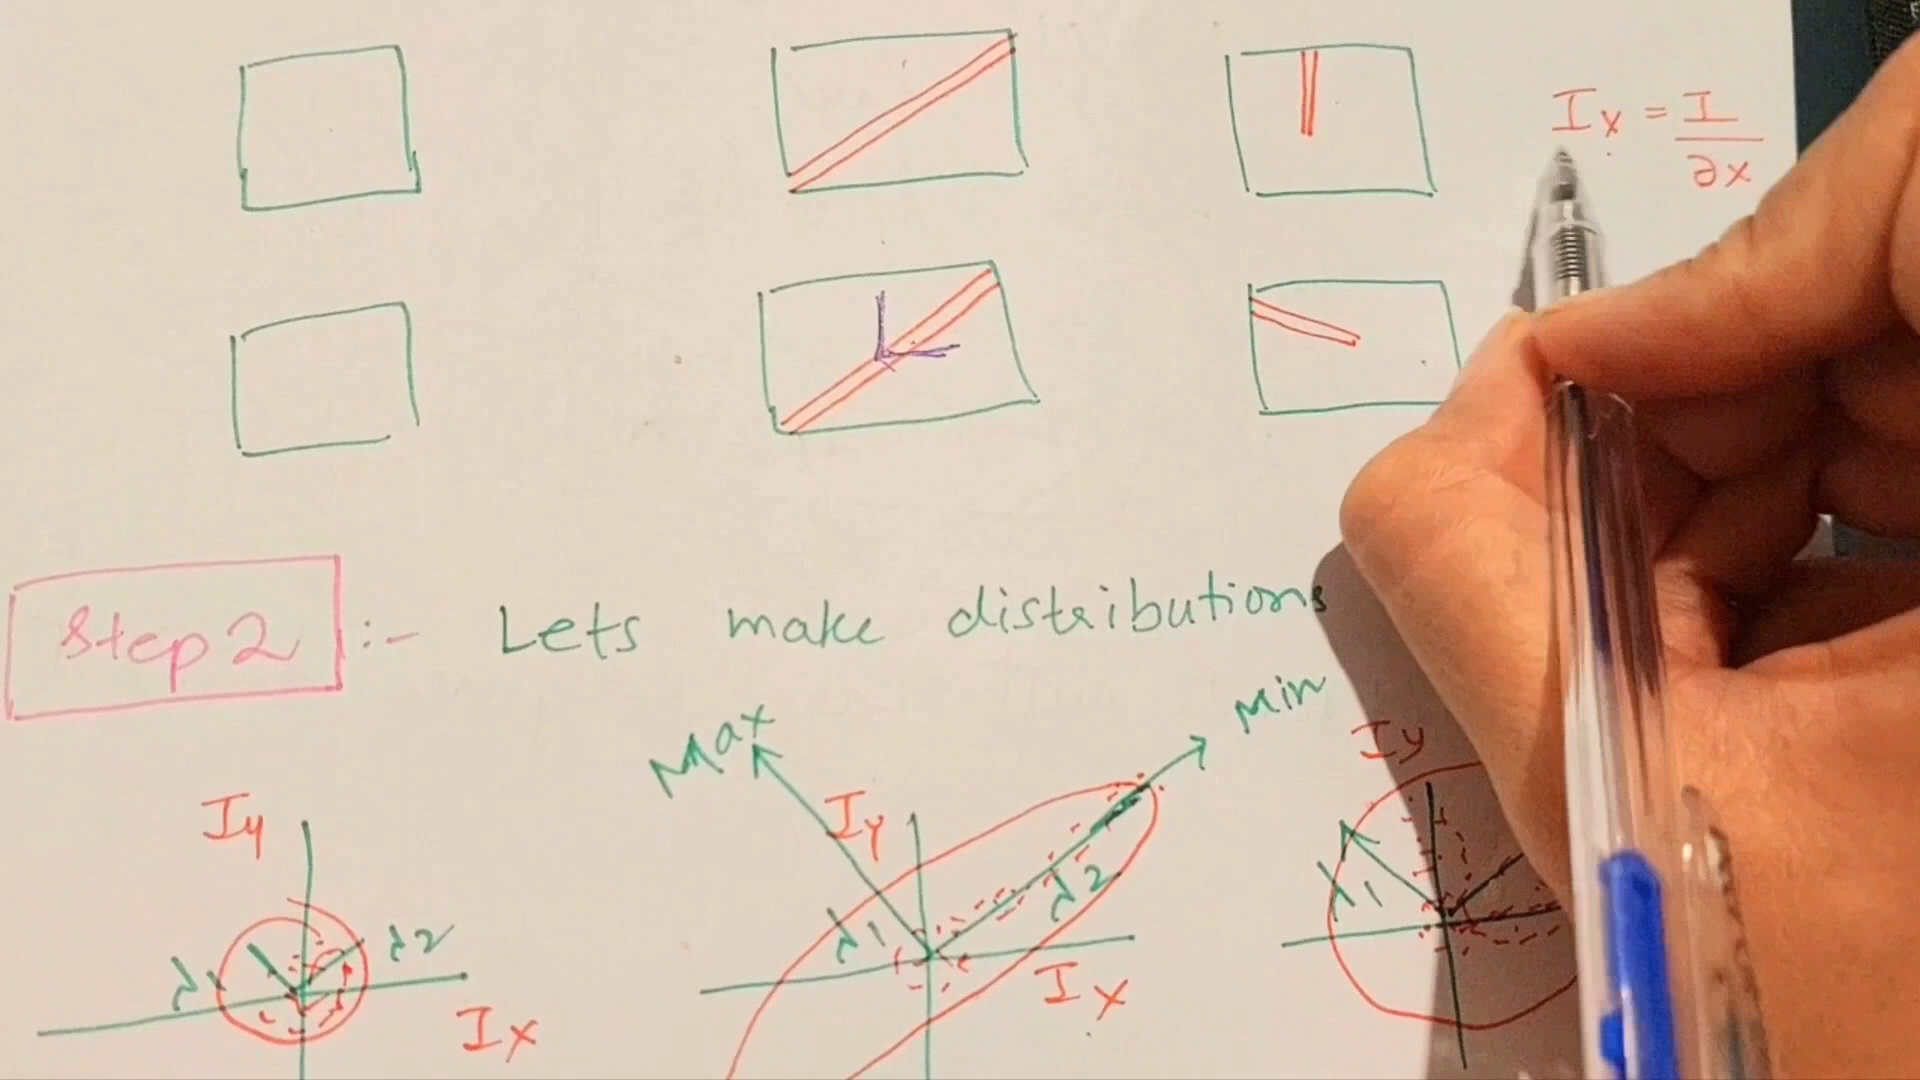 Ix = I / ∂x
Step 2 :- Lets make distributions
Max
Min
Iy
Iy
Iy
λ1
λ2
λ1
λ2
λ1
Ix
Ix